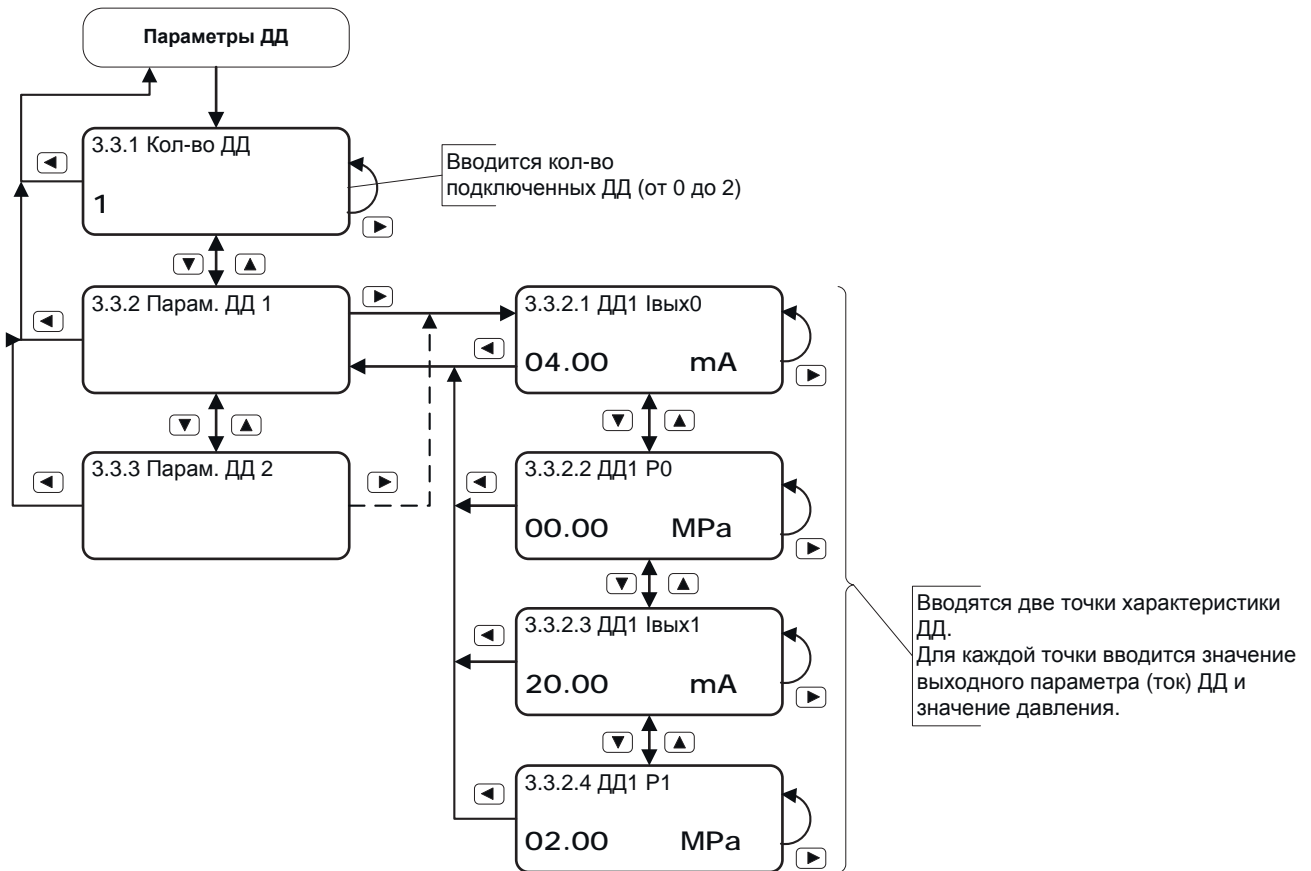 Параметры ДД
3.3.1 Кол-во ДД
1
Вводится кол-во
подключенных ДД (от 0 до 2)
3.3.2 Парам. ДД 1
3.3.3 Парам. ДД 2
3.3.2.1 ДД1 Iвых0
04.00 mA
3.3.2.2 ДД1 P0
00.00 MPa
3.3.2.3 ДД1 Iвых1
20.00 mA
3.3.2.4 ДД1 P1
02.00 MPa
Вводятся две точки характеристики
ДД.
Для каждой точки вводится значение
выходного параметра (ток) ДД и
значение давления.